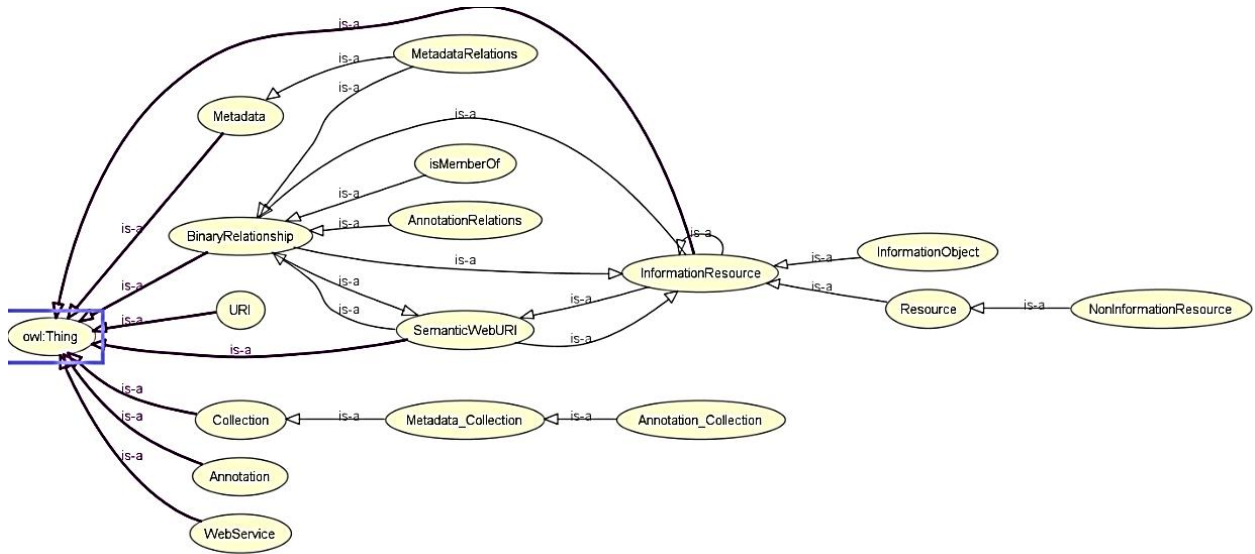 is-a
MetadataRelations
is-a
is-a
Metadata
is-a
isMemberOf
is-a
AnnotationRelations
is-a
is-a
BinaryRelationship
is-a
is-a
is-a
InformationObject
is-a
InformationResource
is-a
is-a
is-a
is-a
URI
is-a
Resource
is-a
NonInformationResource
is-a
is-a
SemanticWebURI
owl:Thing
is-a
is-a
is-a
Collection
is-a
Metadata_Collection
is-a
Annotation_Collection
is-a
Annotation
is-a
WebService